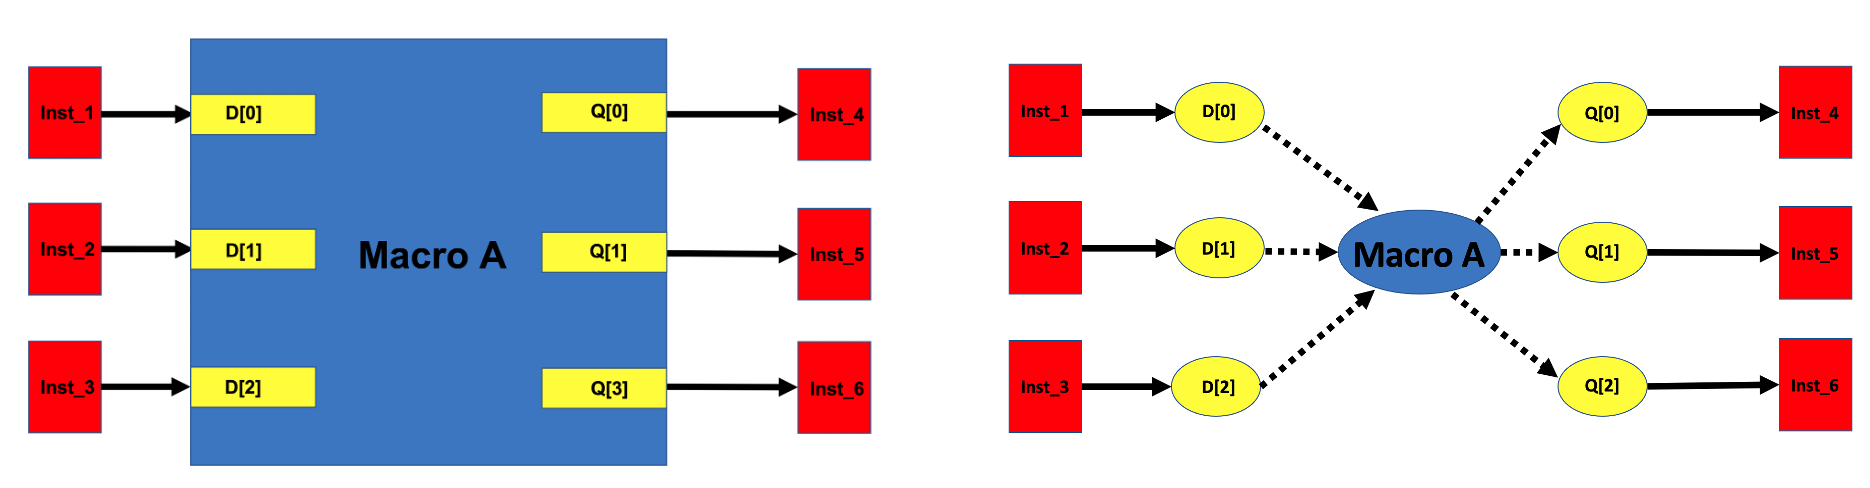 Inst_1
D[0]
Q[0]
Inst_4
Inst_2
D[1]
Macro A
Q[1]
Inst_5
Inst_3
D[2]
Q[3]
Inst_6
Inst_1
D[0]
Q[0]
Inst_4
Inst_2
D[1]
Macro A
Q[1]
Inst_5
Inst_3
D[2]
Q[2]
Inst_6